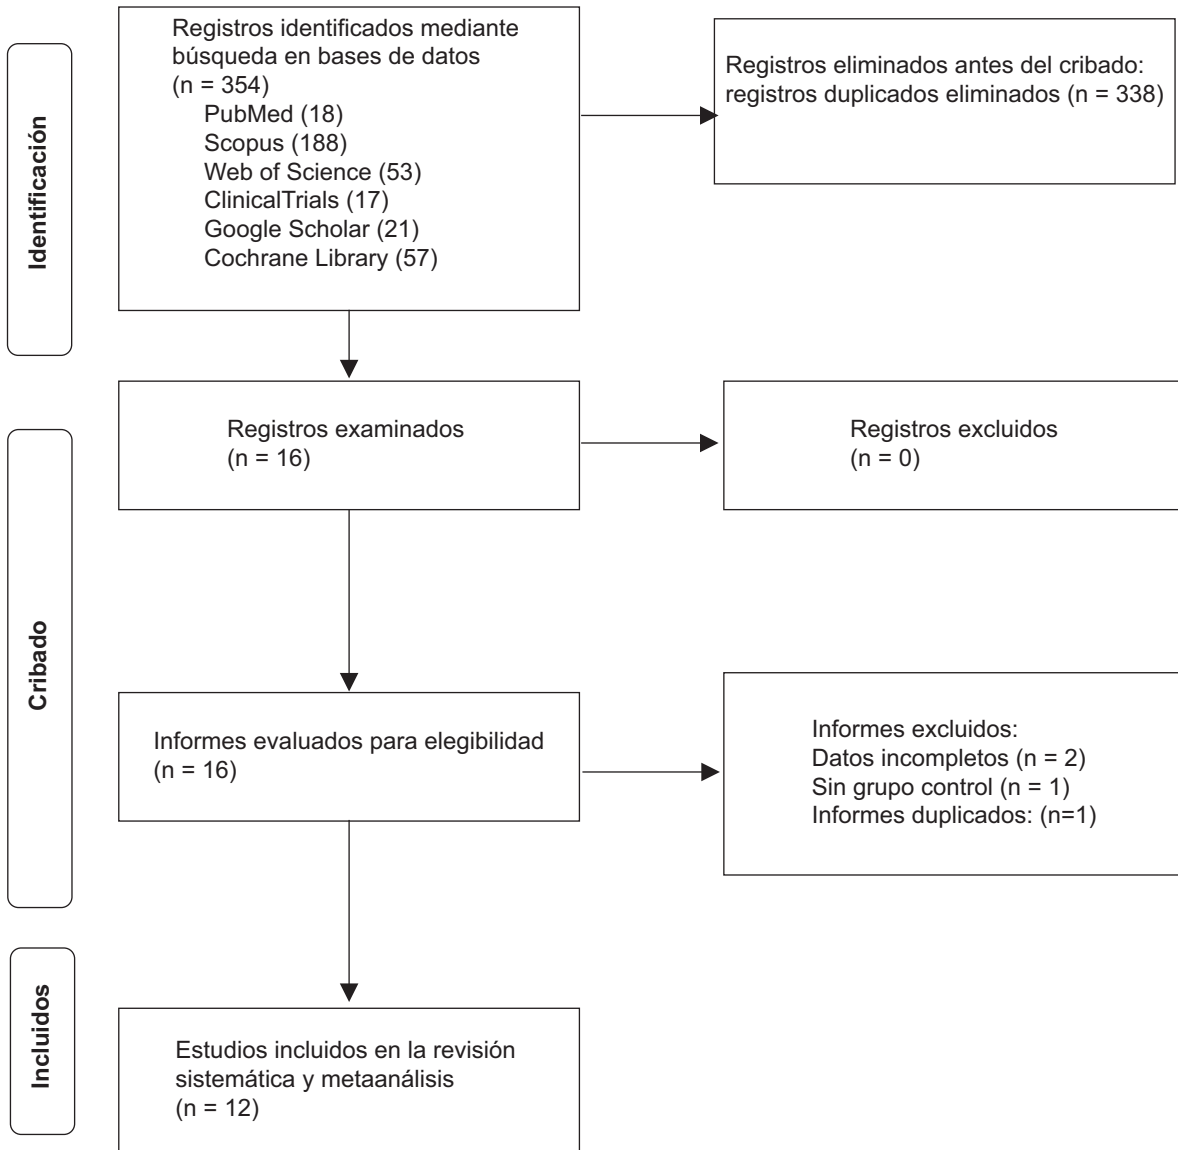 Identificación
Registros identificados mediante
búsqueda en bases de datos
(n = 354)
PubMed (18)
Scopus (188)
Web of Science (53)
ClinicalTrials (17)
Google Scholar (21)
Cochrane Library (57)
Registros eliminados antes del cribado:
registros duplicados eliminados (n = 338)
Cribado
Registros examinados
(n = 16)
Registros excluidos
(n = 0)
Informes evaluados para elegibilidad
(n = 16)
Informes excluidos:
Datos incompletos (n = 2)
Sin grupo control (n = 1)
Informes duplicados: (n=1)
Incluidos
Estudios incluidos en la revisión
sistemática y metaanálisis
(n = 12)